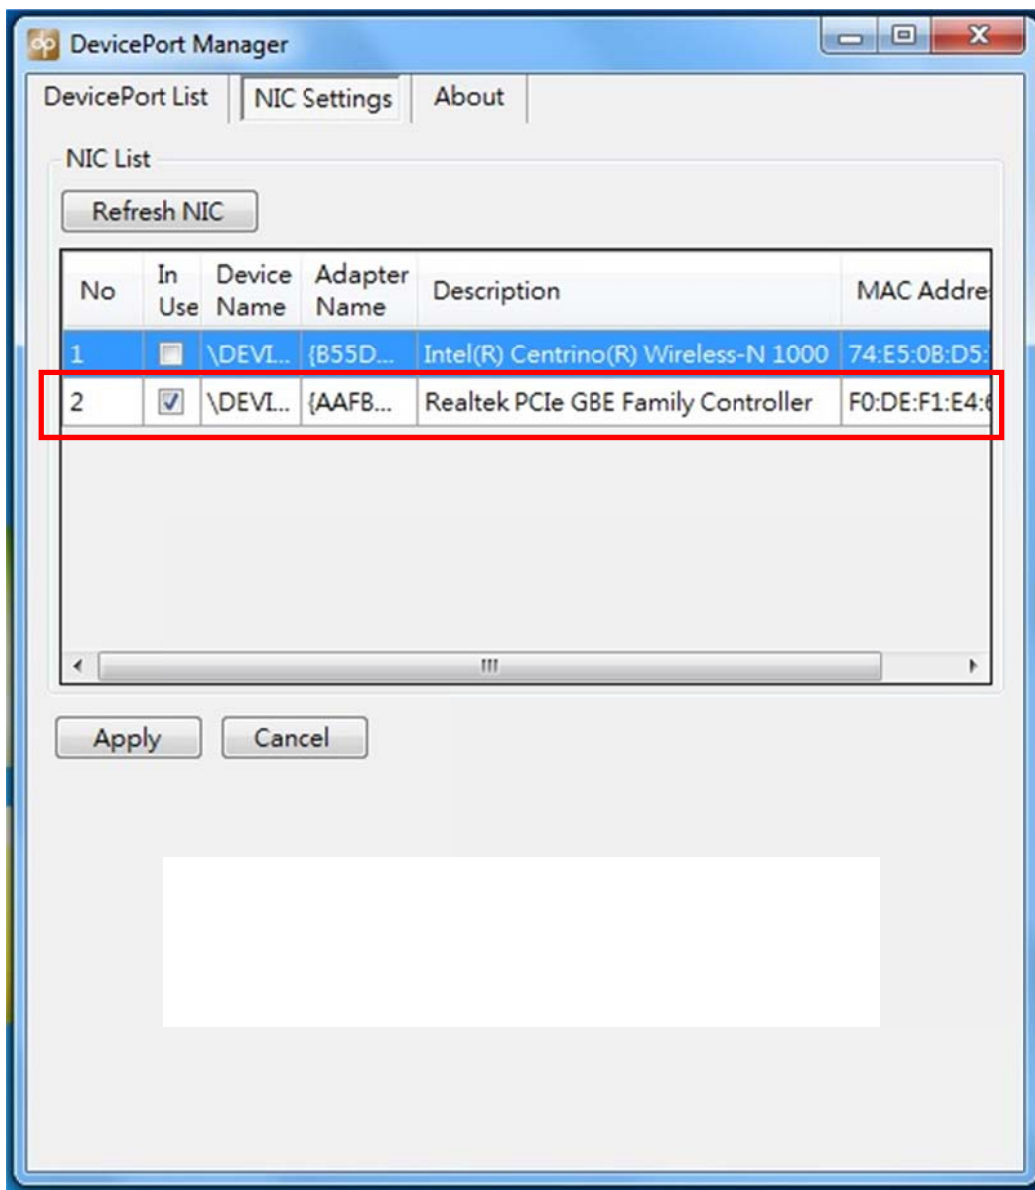 dp DevicePort Manager
DevicePort List NIC Settings About
NIC List
Refresh NIC
No In Use Device Name Adapter Name Description MAC Addre
1 \DEVI... {B55D... Intel(R) Centrino(R) Wireless-N 1000 74:E5:0B:D5:
2 \DEVI... {AAFB... Realtek PCIe GBE Family Controller F0:DE:F1:E4:6
Apply Cancel